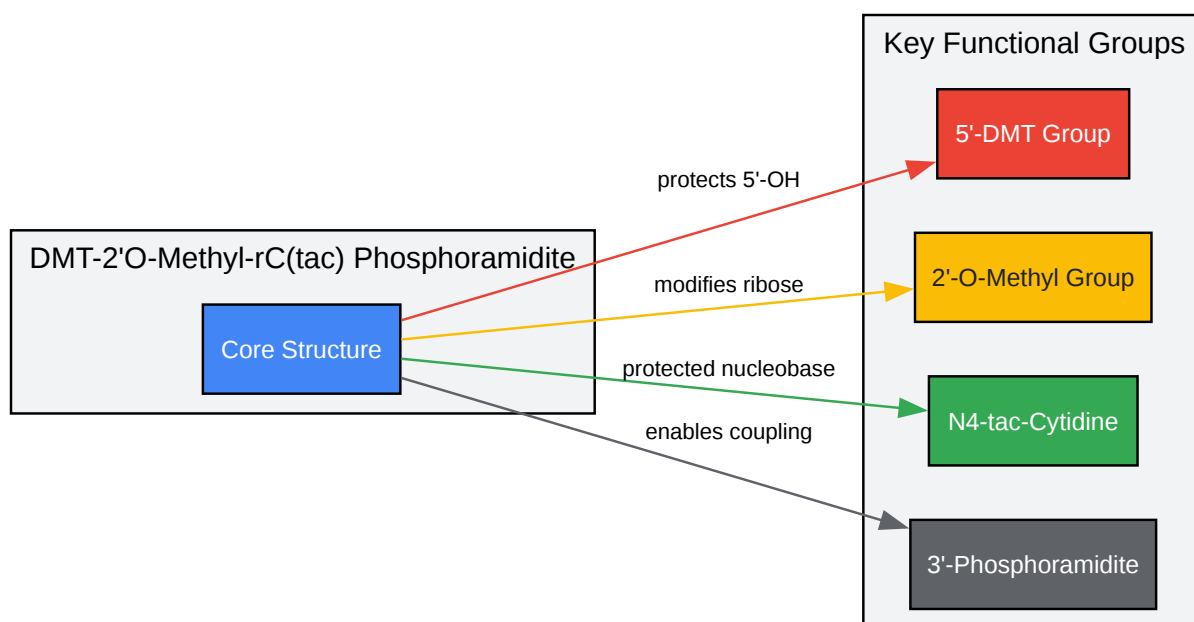 Key Functional Groups
5'-DMT Group
protects 5'-OH
DMT-2'O-Methyl-rC(tac) Phosphoramidite
modifies ribose
2'-O-Methyl Group
Core Structure
protected nucleobase
N4-tac-Cytidine
enables coupling
3'-Phosphoramidite